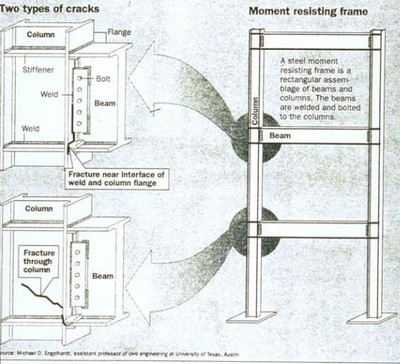 Two types of cracks
Column
Flange
Stiffener
Bolt
Weld
Beam
Weld
Fracture near interface of
weld and column flange
Column
Fracture
through
column
Beam
Moment resisting frame
A steel moment
resisting frame is a
rectangular assem-
blage of beams and
columns. The beams
are welded and bolted
to the columns.
Column
Beam
Source: Michael D. Engelhardt, assistant professor of civil engineering at University of Texas, Austin